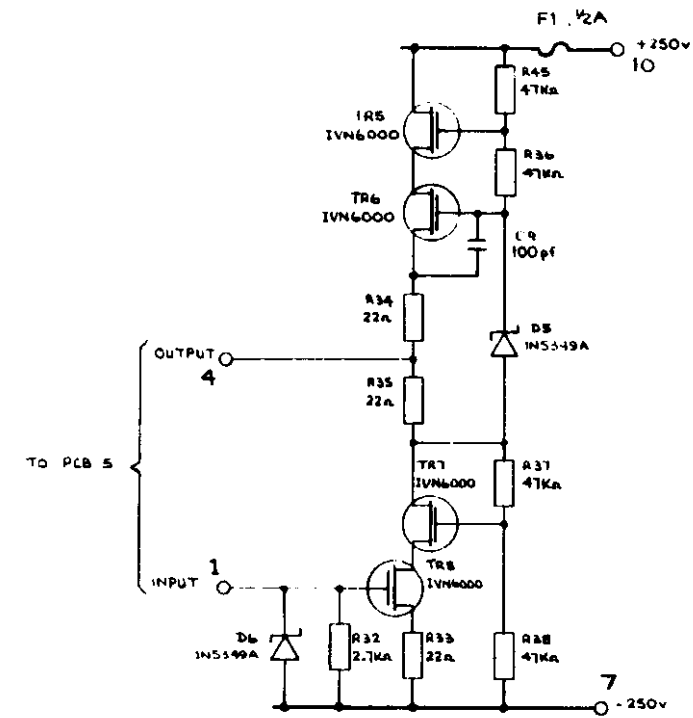 F1 . ½A
+250v
10
R45
47KΩ
TR5
IVN6000
R36
47KΩ
TR6
IVN6000
C9
100pf
R34
22Ω
D5
1N5349A
OUTPUT
4
R35
22Ω
TO PCB 5
TR7
IVN6000
R37
47KΩ
INPUT
1
TR8
IVN6000
D6
1N5349A
R32
2.7KΩ
R33
22Ω
R38
47KΩ
7
-250v